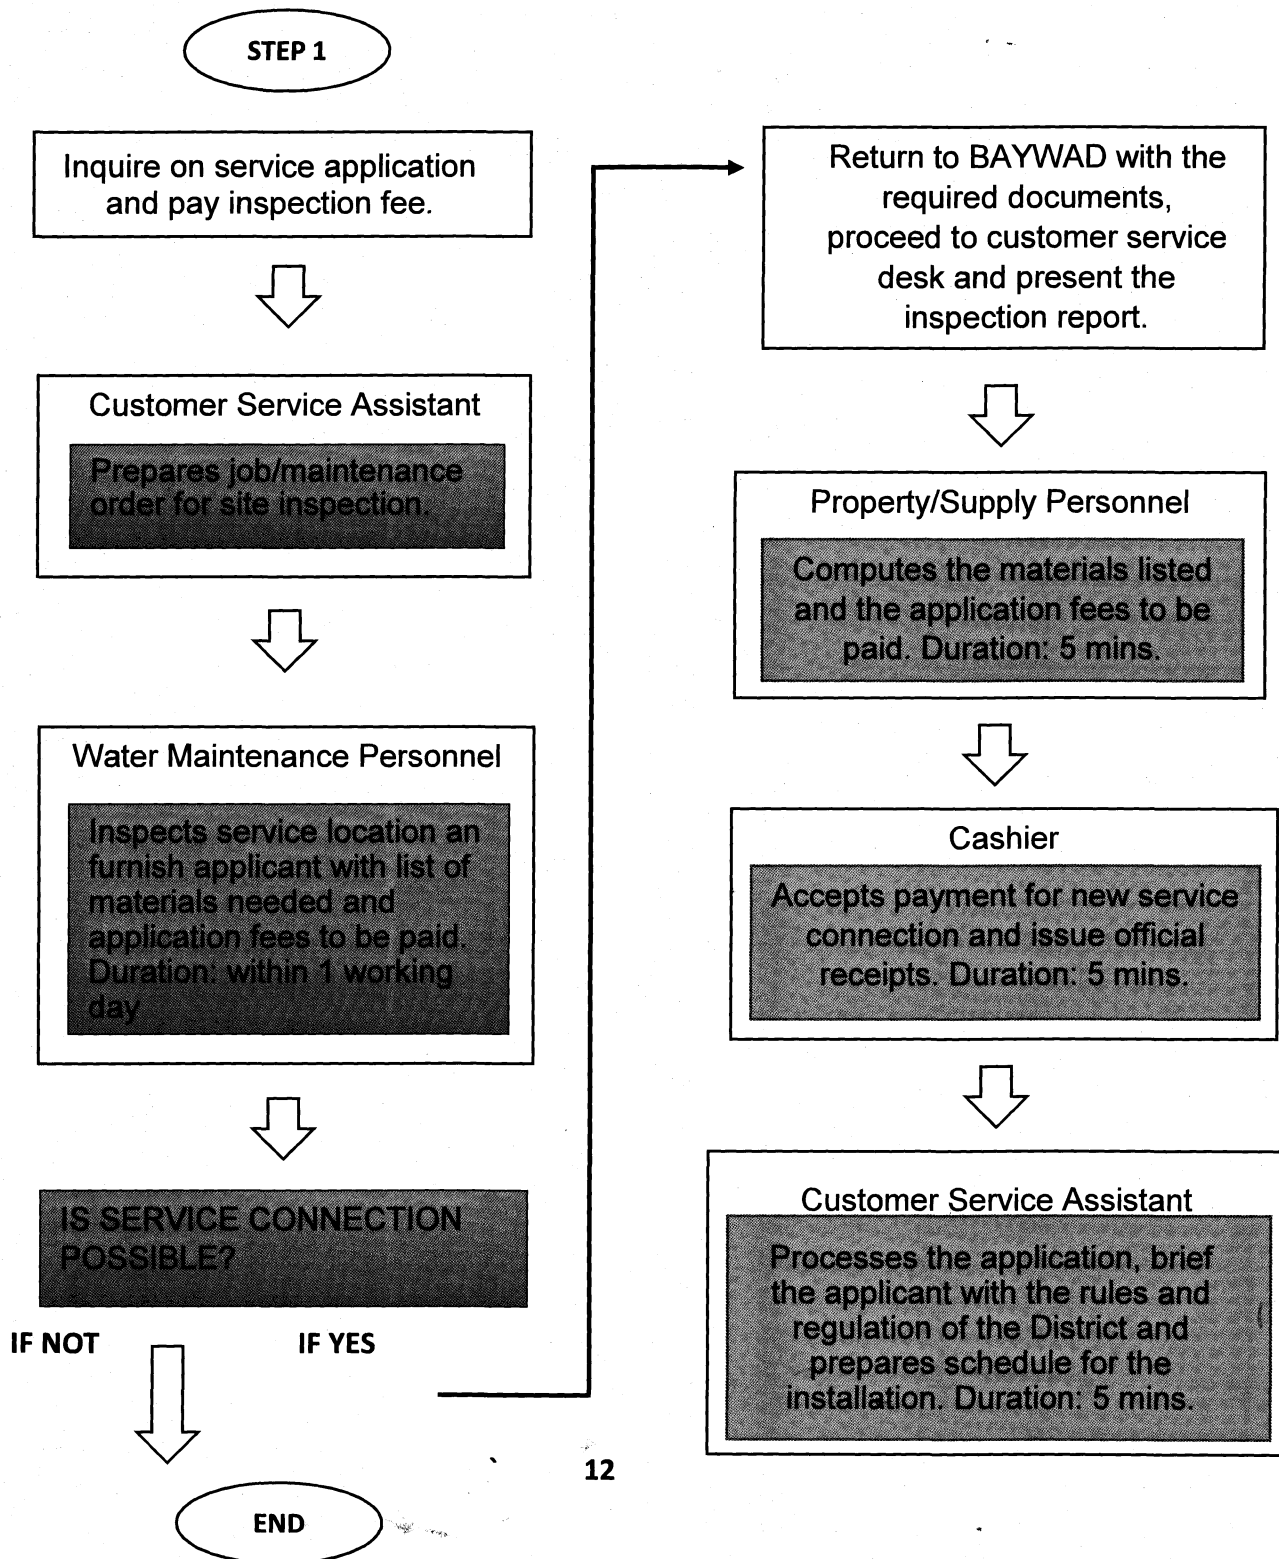 STEP 1
Inquire on service application
and pay inspection fee.
Customer Service Assistant
Prepares job/maintenance
order for site inspection.
Water Maintenance Personnel
Inspects service location an
furnish applicant with list of
materials needed and
application fees to be paid.
Duration: within 1 working
day
IS SERVICE CONNECTION
POSSIBLE?
IF NOT IF YES
END
Return to BAYWAD with the
required documents,
proceed to customer service
desk and present the
inspection report.
Property/Supply Personnel
Computes the materials listed
and the application fees to be
paid. Duration: 5 mins.
Cashier
Accepts payment for new service
connection and issue official
receipts. Duration: 5 mins.
Customer Service Assistant
Processes the application, brief
the applicant with the rules and
regulation of the District and
prepares schedule for the
installation. Duration: 5 mins.
12